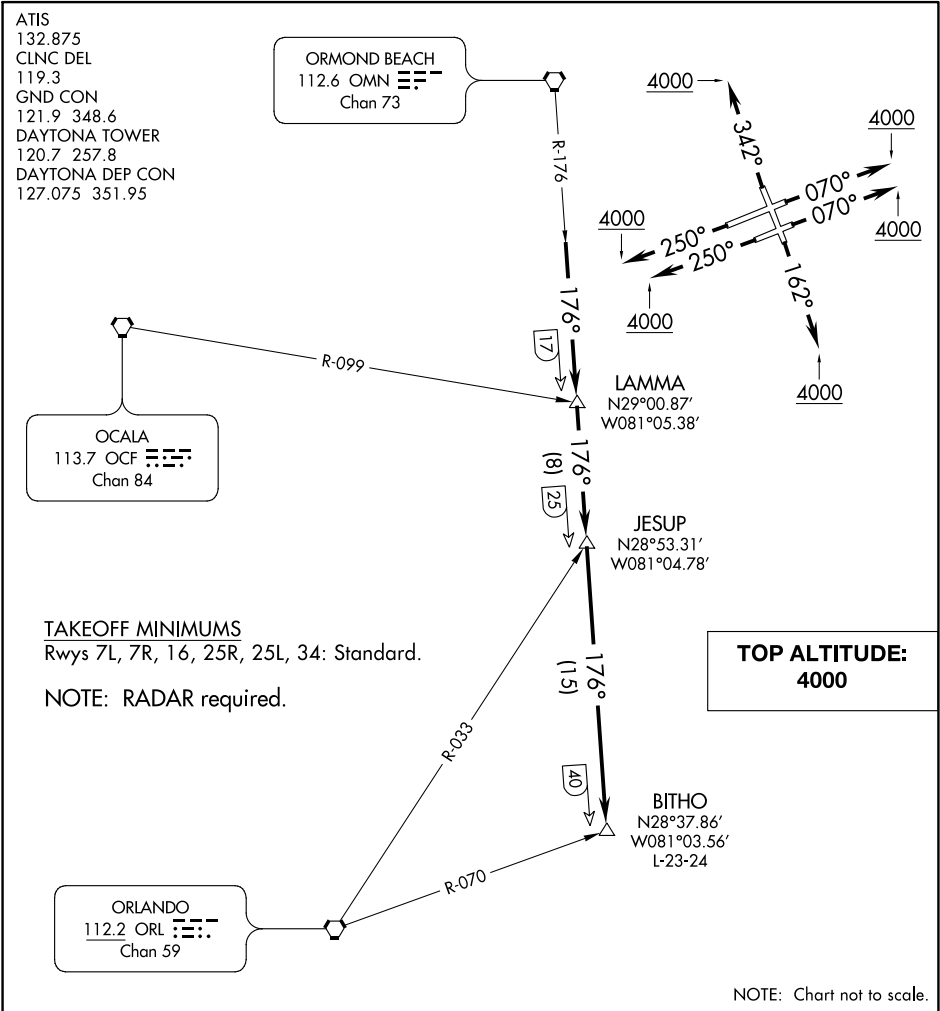 ATIS
132.875
CLNC DEL
119.3
GND CON
121.9 348.6
DAYTONA TOWER
120.7 257.8
DAYTONA DEP CON
127.075 351.95
ORMOND BEACH
112.6 OMN
Chan 73
R-176
4000
342°
4000
070°
070°
4000
4000
250°
250°
4000
162°
4000
176°
17
LAMMA
N29°00.87'
W081°05.38'
R-099
OCALA
113.7 OCF
Chan 84
176°
(8)
25
JESUP
N28°53.31'
W081°04.78'
TAKEOFF MINIMUMS
Rwys 7L, 7R, 16, 25R, 25L, 34: Standard.
NOTE: RADAR required.
TOP ALTITUDE:
4000
176°
(15)
R-033
40
BITHO
N28°37.86'
W081°03.56'
L-23-24
R-070
ORLANDO
112.2 ORL
Chan 59
NOTE: Chart not to scale.